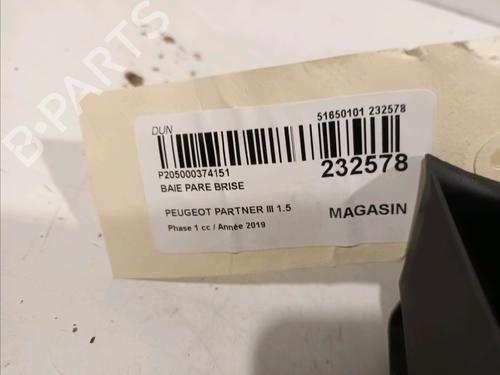 B-PARTS
DUN
51650101 232578
P205000374151
232578
BAIE PARE BRISE
PEUGEOT PARTNER III 1.5
MAGASIN
Phase 1 cc / Année 2019